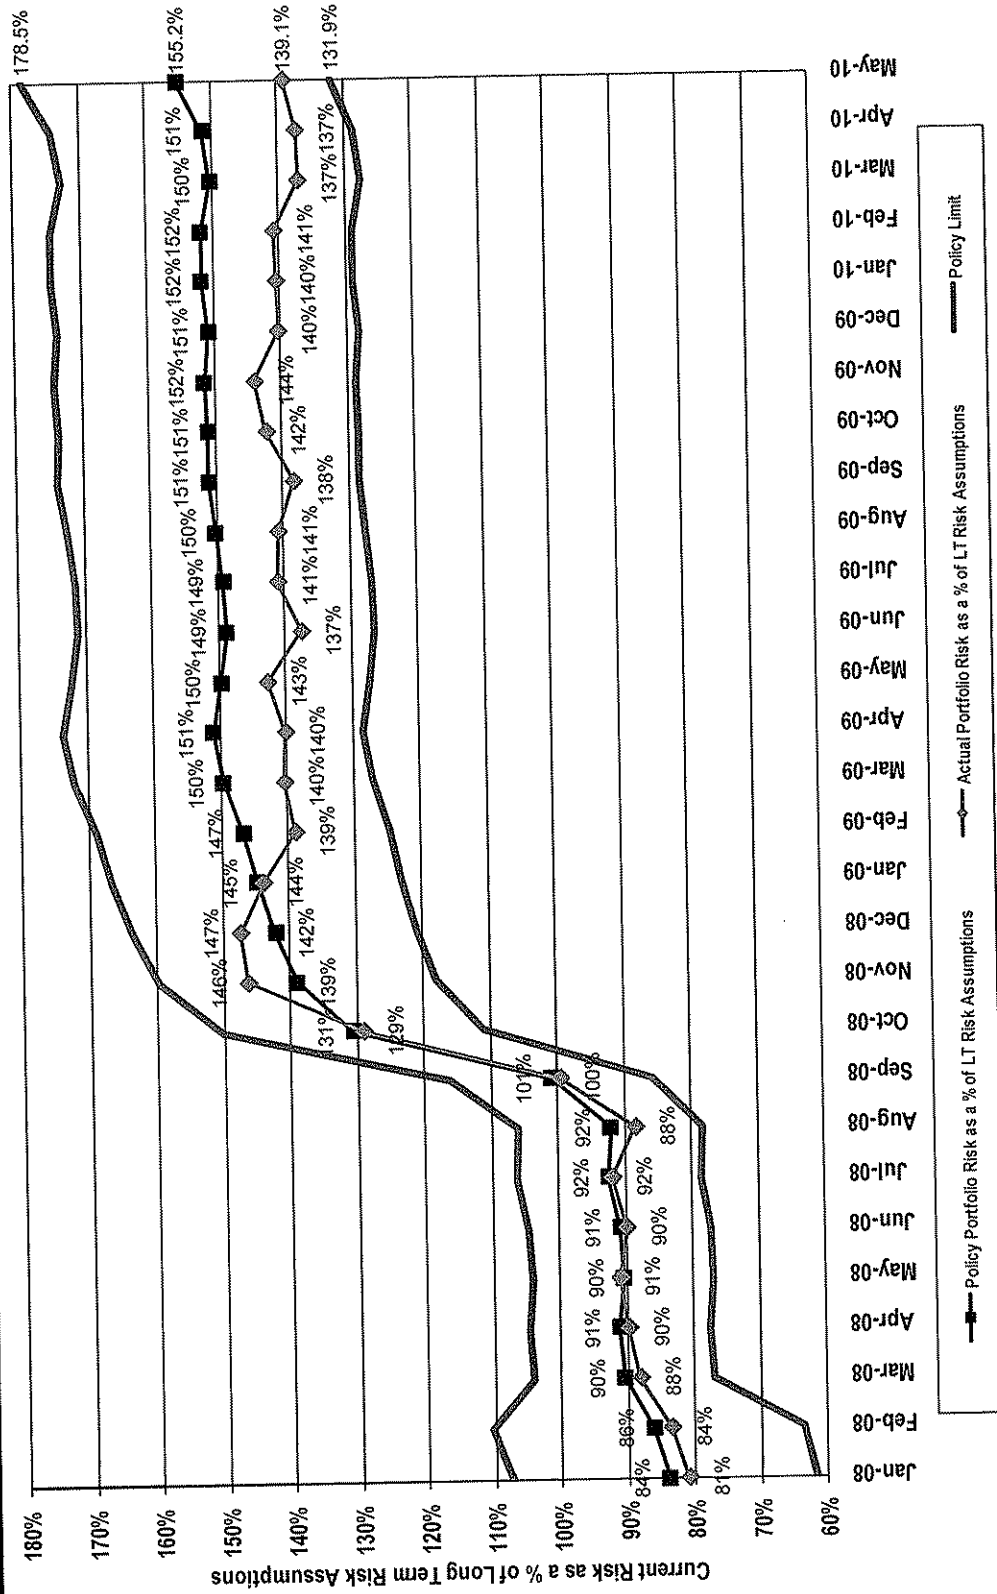 Current Risk as a % of Long Term Risk Assumptions
180%
170%
160%
150%
140%
130%
120%
110%
100%
90%
80%
70%
60%
178.5%
155.2%
139.1%
131.9%
84%
86%
90%
91%
90%
91%
92%
92%
101%
131%
139%
142%
145%
147%
150%
151%
150%
149%
149%
150%
151%
151%
152%
151%
152%
152%
150%
151%
81%
84%
88%
90%
91%
90%
92%
88%
100%
129%
146%
147%
144%
139%
140%
140%
143%
137%
141%
141%
138%
142%
144%
140%
140%
141%
137%
137%
Jan-08
Feb-08
Mar-08
Apr-08
May-08
Jun-08
Jul-08
Aug-08
Sep-08
Oct-08
Nov-08
Dec-08
Jan-09
Feb-09
Mar-09
Apr-09
May-09
Jun-09
Jul-09
Aug-09
Sep-09
Oct-09
Nov-09
Dec-09
Jan-10
Feb-10
Mar-10
Apr-10
May-10
Policy Portfolio Risk as a % of LT Risk Assumptions
Actual Portfolio Risk as a % of LT Risk Assumptions
Policy Limit